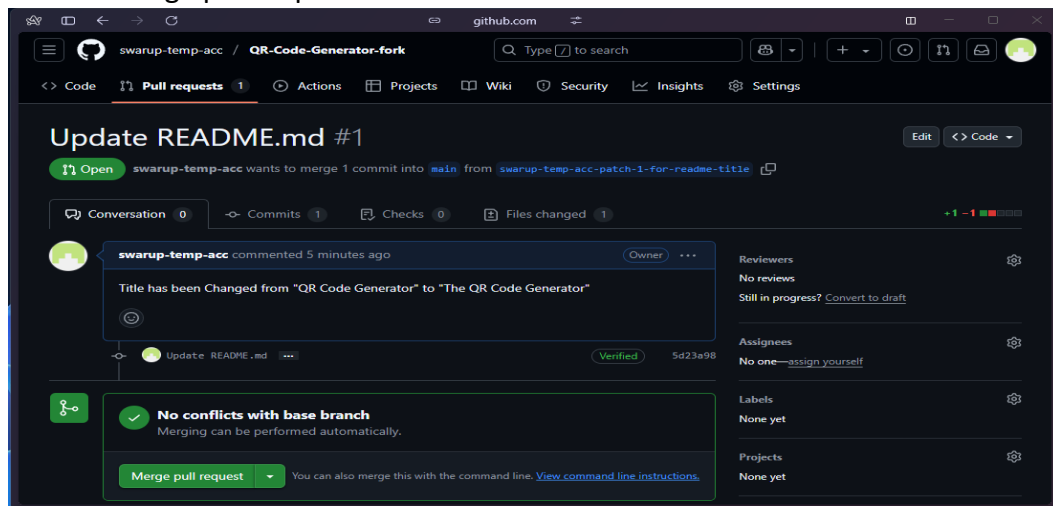 github.com
swarup-temp-acc / QR-Code-Generator-fork
Type / to search
<> Code
Pull requests 1
Actions
Projects
Wiki
Security
Insights
Settings
Update README.md #1
Edit
<> Code
Open
swarup-temp-acc wants to merge 1 commit into main from swarup-temp-acc-patch-1-for-readme-title
Conversation 0
Commits 1
Checks 0
Files changed 1
+1 −1
swarup-temp-acc commented 5 minutes ago
Owner
Title has been Changed from "QR Code Generator" to "The QR Code Generator"
Update README.md
Verified
5d23a98
No conflicts with base branch
Merging can be performed automatically.
Merge pull request
You can also merge this with the command line. View command line instructions.
Reviewers
No reviews
Still in progress? Convert to draft
Assignees
No one—assign yourself
Labels
None yet
Projects
None yet